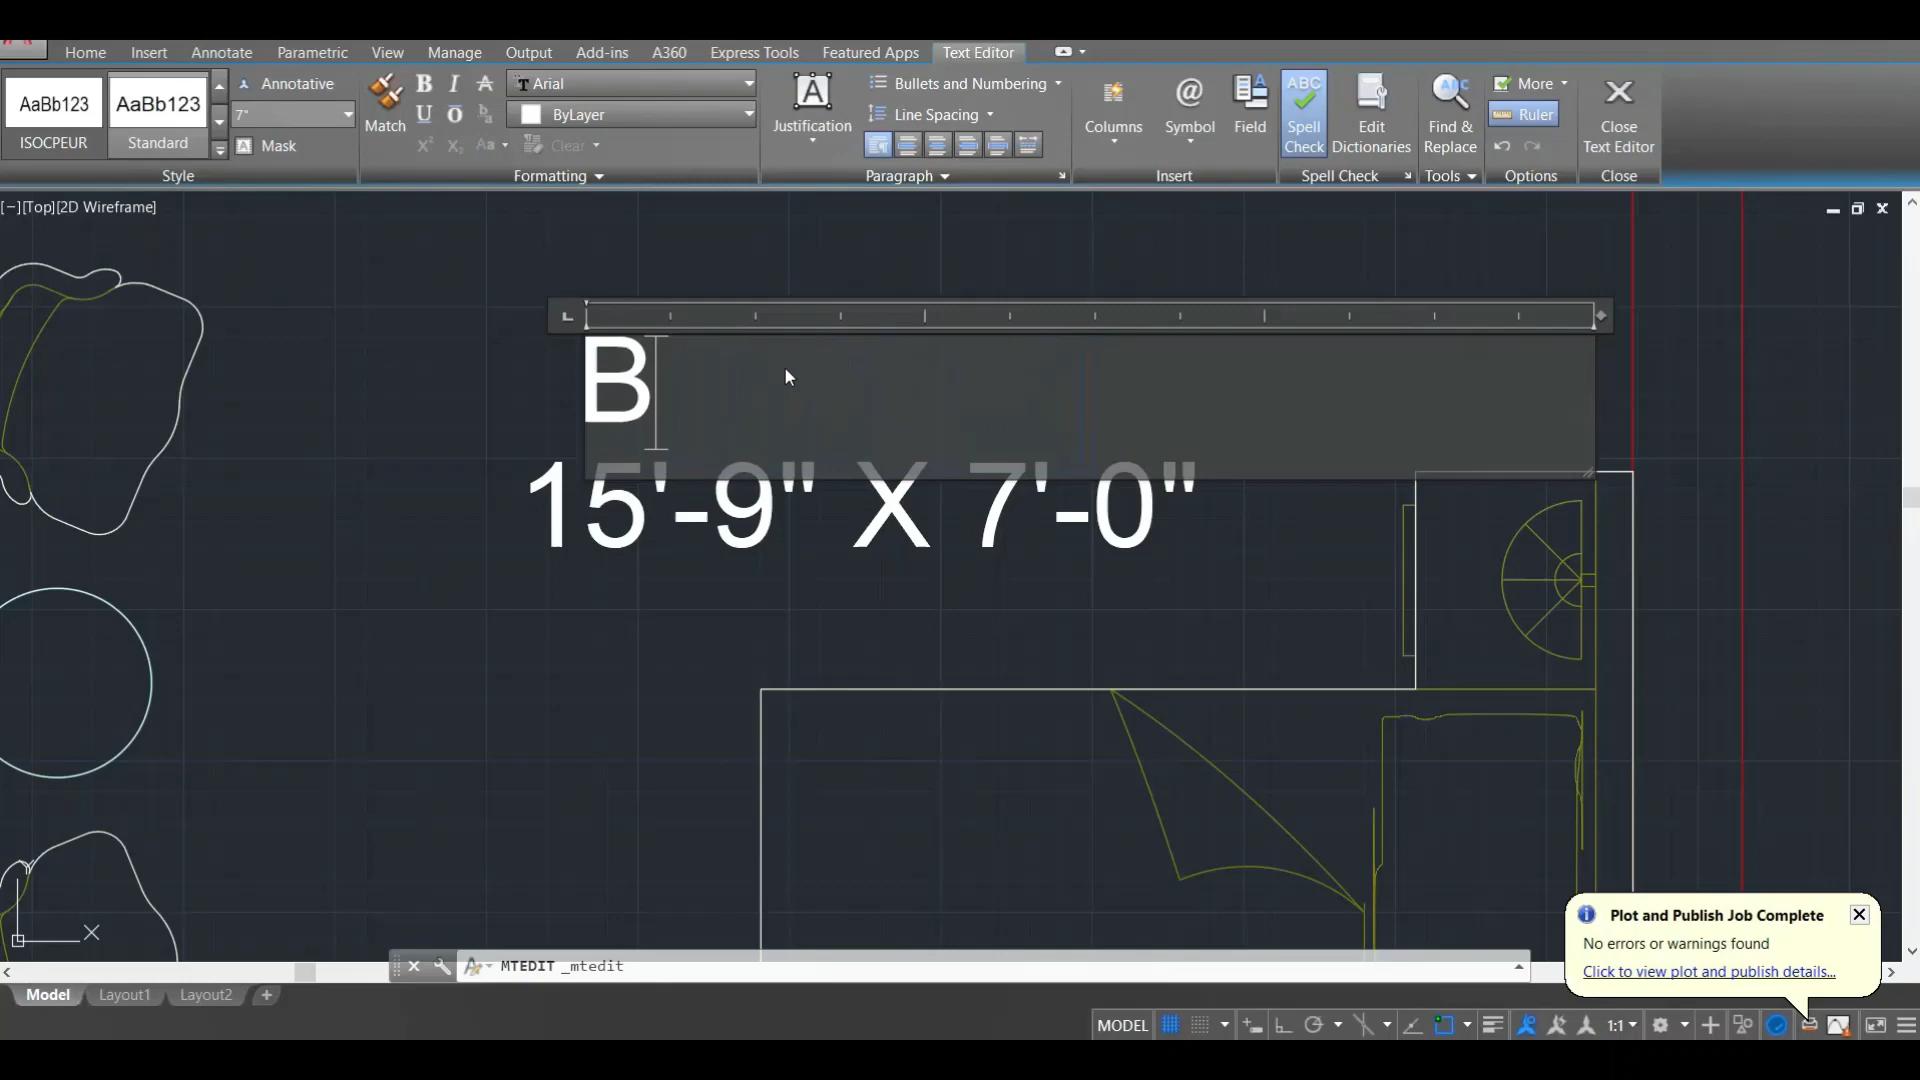 Home Insert Annotate Parametric View Manage Output Add-ins A360 Express Tools Featured Apps Text Editor
AaBb123 AaBb123 Annotative B I A Arial Bullets and Numbering ABC More
7" U O ByLayer Line Spacing Ruler
ISOCPEUR Standard Mask Match Aa Clear Justification Columns Symbol Field Spell Check Edit Dictionaries Find & Replace Close Text Editor
Style Formatting Paragraph Insert Spell Check Tools Options Close
[−][Top][2D Wireframe]
B
15'-9" X 7'-0"
X
Plot and Publish Job Complete
No errors or warnings found
Click to view plot and publish details...
MTEDIT _mtedit
Model Layout1 Layout2 +
MODEL 1:1